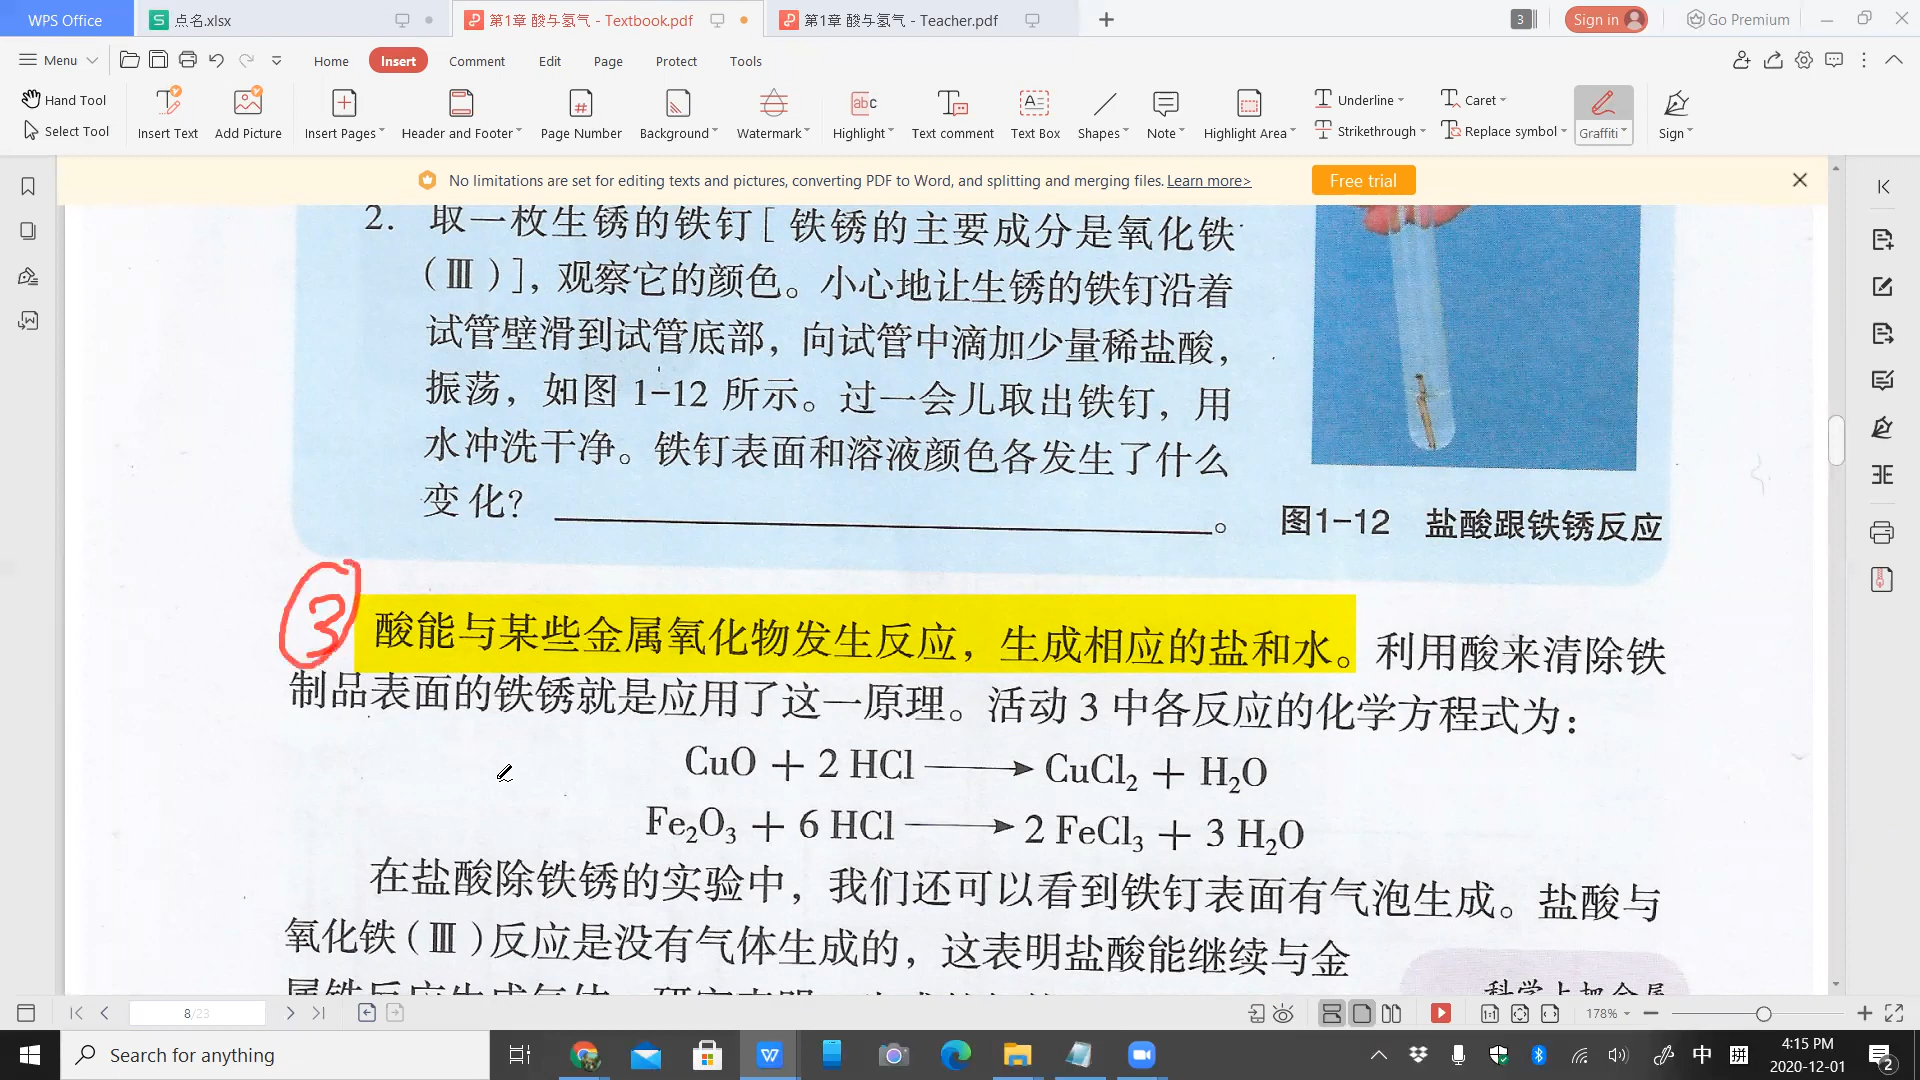 WPS Office
点名.xlsx
第1章 酸与氢气 - Textbook.pdf
第1章 酸与氢气 - Teacher.pdf
3
Sign in
Go Premium
Menu
Home
Insert
Comment
Edit
Page
Protect
Tools
Hand Tool
Select Tool
Insert Text
Add Picture
Insert Pages
Header and Footer
Page Number
Background
Watermark
Highlight
Text comment
Text Box
Shapes
Note
Highlight Area
Underline
Strikethrough
Caret
Replace symbol
Graffiti
Sign
No limitations are set for editing texts and pictures, converting PDF to Word, and splitting and merging files. Learn more>
Free trial
2. 取一枚生锈的铁钉[铁锈的主要成分是氧化铁
(Ⅲ)],观察它的颜色。小心地让生锈的铁钉沿着
试管壁滑到试管底部,向试管中滴加少量稀盐酸,
振荡,如图 1-12 所示。过一会儿取出铁钉,用
水冲洗干净。铁钉表面和溶液颜色各发生了什么
变化? ______。
图1-12 盐酸跟铁锈反应
③
酸能与某些金属氧化物发生反应,生成相应的盐和水。利用酸来清除铁
制品表面的铁锈就是应用了这一原理。活动 3 中各反应的化学方程式为:
CuO + 2 HCl ⟶ CuCl₂ + H₂O
Fe₂O₃ + 6 HCl ⟶ 2 FeCl₃ + 3 H₂O
在盐酸除铁锈的实验中,我们还可以看到铁钉表面有气泡生成。盐酸与
氧化铁(Ⅲ)反应是没有气体生成的,这表明盐酸能继续与金
科学上把金属
8/23
178%
Search for anything
中
拼
4:15 PM
2020-12-01
2